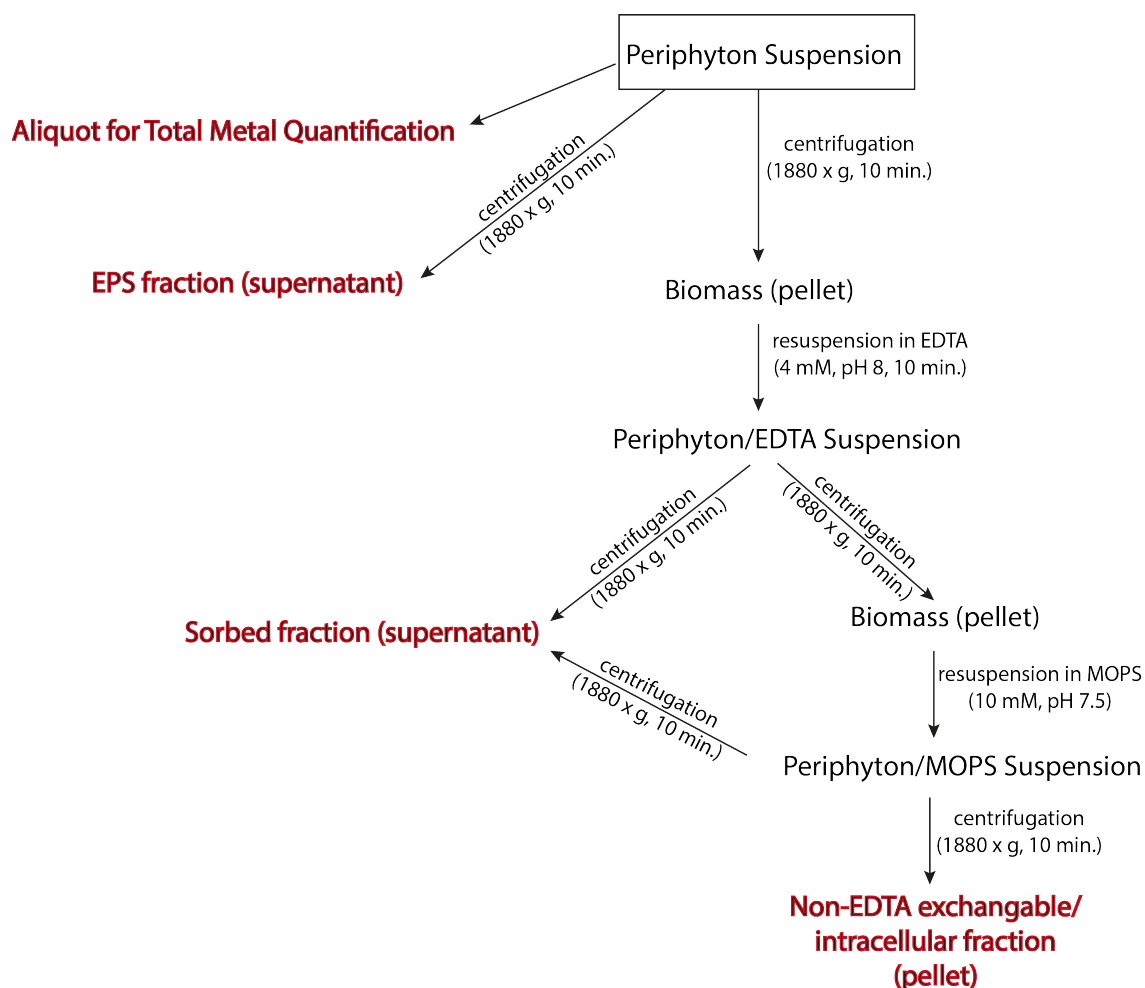 Periphyton Suspension
Aliquot for Total Metal Quantification
centrifugation
(1880 x g, 10 min.)
centrifugation
(1880 x g, 10 min.)
EPS fraction (supernatant)
Biomass (pellet)
resuspension in EDTA
(4 mM, pH 8, 10 min.)
Periphyton/EDTA Suspension
centrifugation
(1880 x g, 10 min.)
centrifugation
(1880 x g, 10 min.)
Sorbed fraction (supernatant)
Biomass (pellet)
resuspension in MOPS
(10 mM, pH 7.5)
centrifugation
(1880 x g, 10 min.)
Periphyton/MOPS Suspension
centrifugation
(1880 x g, 10 min.)
Non-EDTA exchangable/
intracellular fraction
(pellet)